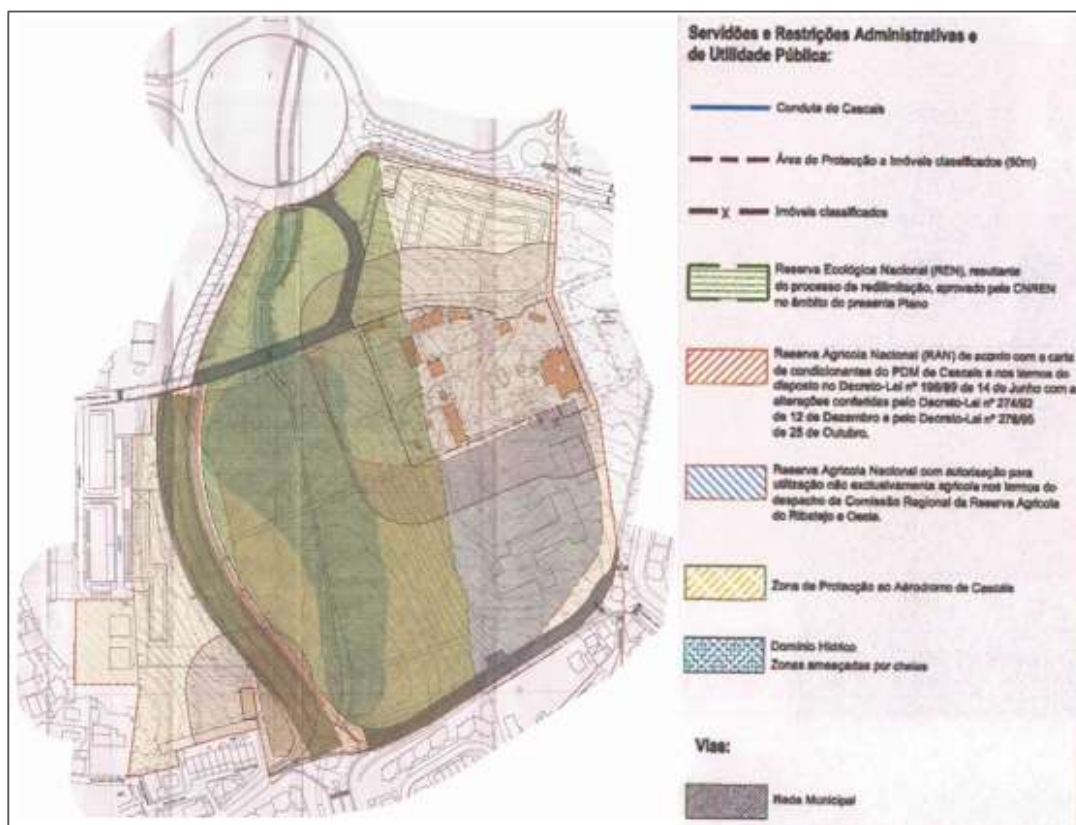 Servidões e Restrições Administrativas e
de Utilidade Pública:
Conduta de Cascais
Área de Protecção a Imóveis classificados (50m)
x
Imóveis classificados
Reserva Ecológica Nacional (REN), resultante
do processo de redilimitação, aprovado pela CNREN
no âmbito do presente Plano
Reserva Agrícola Nacional (RAN) de acordo com a carta
de condicionantes do PDM de Cascais e nos termos do
disposto no Decreto-Lei nº 196/89 de 14 de Junho com a
alterações conferidas pelo Decreto-Lei nº 274/92
de 12 de Dezembro e pelo Decreto-Lei nº 278/95
de 25 de Outubro.
Reserva Agrícola Nacional com autorização para
utilização não exclusivamente agrícola nos termos do
despacho da Comissão Regional da Reserva Agrícola
do Ribatejo e Oeste.
Zona de Protecção ao Aérodromo de Cascais
Domínio Hídrico
Zonas ameaçadas por cheias
Vias:
Rede Municipal